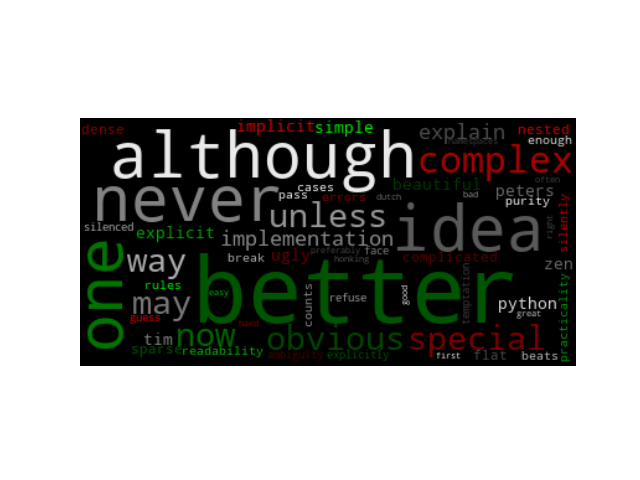 dense
implicit
simple
explain
nested
although
namespaces
enough
complex
never
cases
pass
errors
dutch
beautiful
bad
often
peters
purity
silenced
explicit
unless
idea
right
silently
implementation
preferably
face
one
way
break
ugly
honking
complicated
zen
rules
better
easy
may
counts
refuse
good
temptation
python
great
practicality
guess
hard
tim
now
obvious
special
sparse
readability
ambiguity
explicitly
first
flat
beats